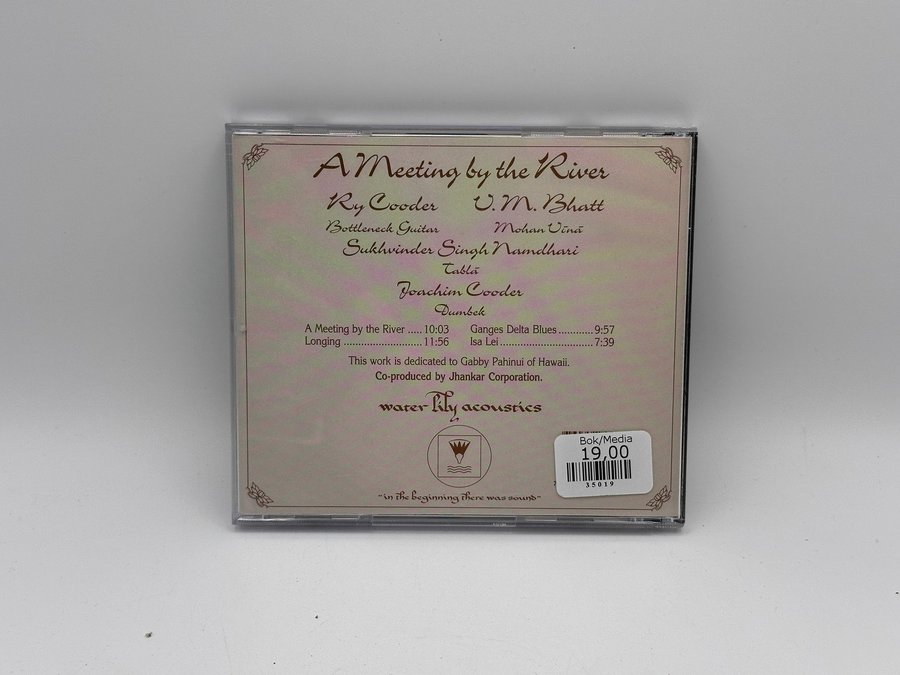 A Meeting by the River
Ry Cooder V. M. Bhatt
Bottleneck Guitar Mohan Vīnā
Sukhvinder Singh Namdhari
Tablā
Joachim Cooder
Dumbek
A Meeting by the River ..... 10:03 Ganges Delta Blues ............ 9:57
Longing ........................... 11:56 Isa Lei ................................. 7:39
This work is dedicated to Gabby Pahinui of Hawaii.
Co-produced by Jhankar Corporation.
water lily acoustics
Bok/Media
19,00
35019
"in the beginning there was sound"